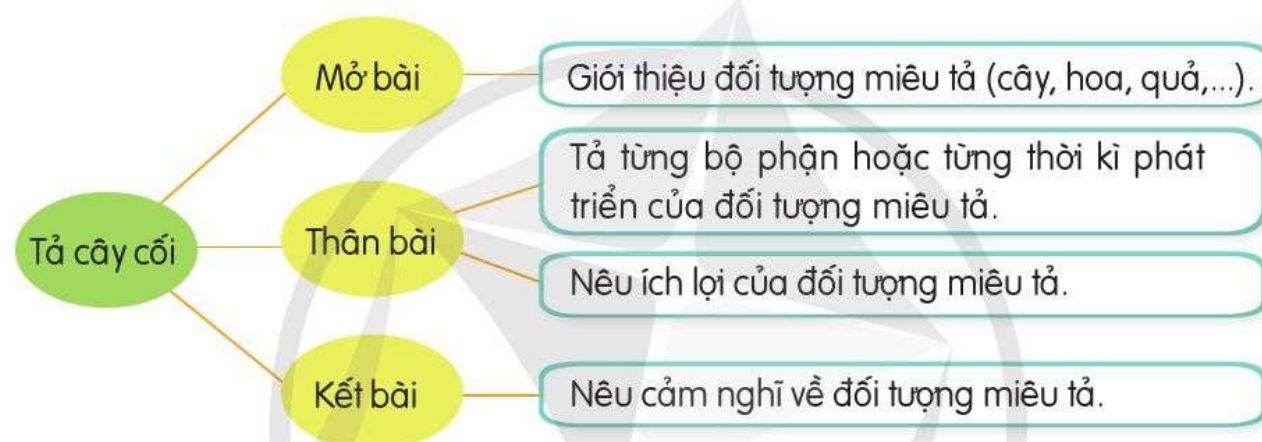 Tả cây cối
Mở bài
Giới thiệu đối tượng miêu tả (cây, hoa, quả,...).
Thân bài
Tả từng bộ phận hoặc từng thời kì phát
triển của đối tượng miêu tả.
Nêu ích lợi của đối tượng miêu tả.
Kết bài
Nêu cảm nghĩ về đối tượng miêu tả.